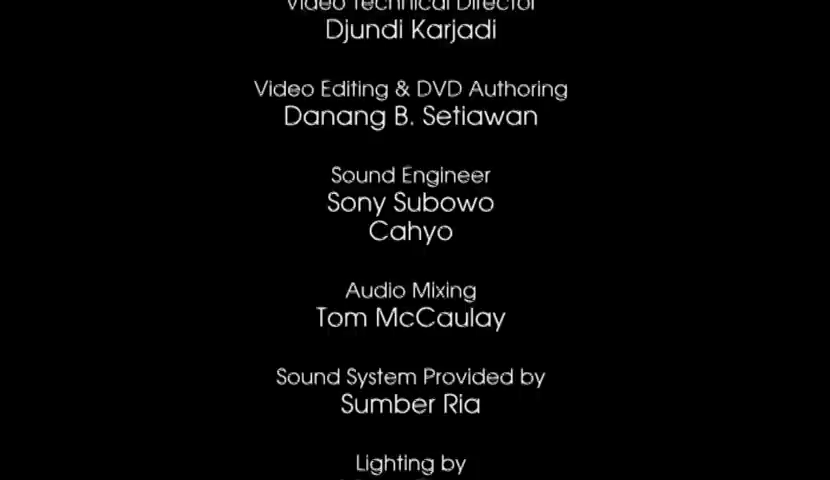 Video Technical Director
Djundi Karjadi
Video Editing & DVD Authoring
Danang B. Setiawan
Sound Engineer
Sony Subowo
Cahyo
Audio Mixing
Tom McCaulay
Sound System Provided by
Sumber Ria
Lighting by